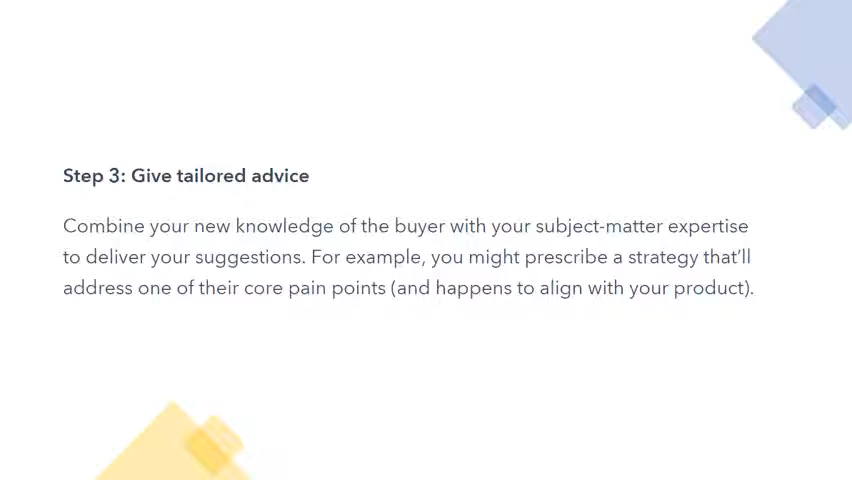 Step 3: Give tailored advice
Combine your new knowledge of the buyer with your subject-matter expertise
to deliver your suggestions. For example, you might prescribe a strategy that’ll
address one of their core pain points (and happens to align with your product).